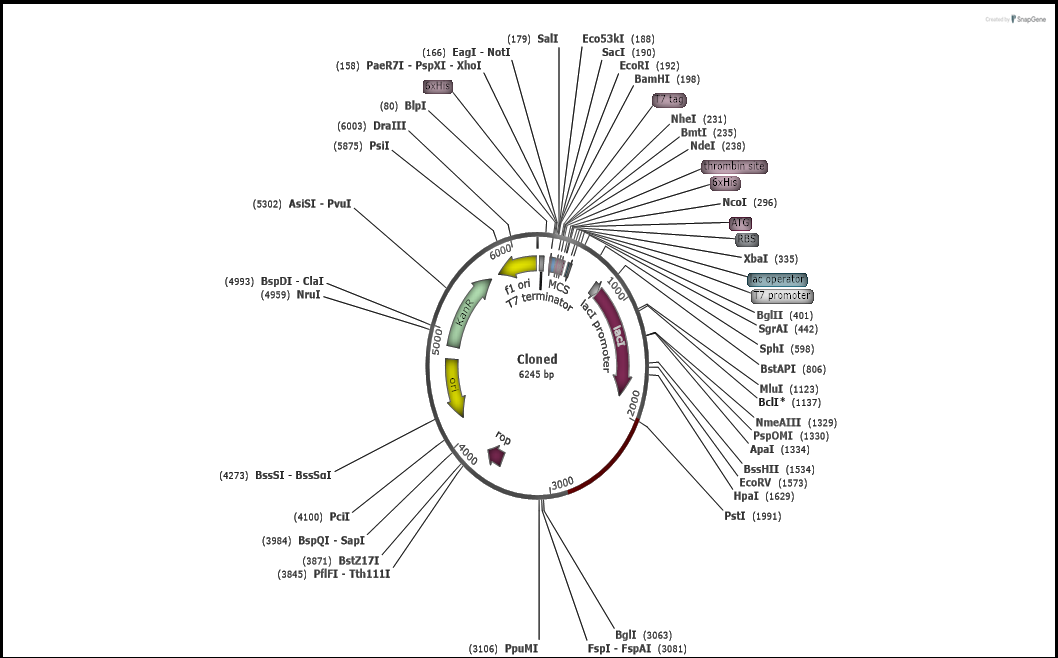 Created by SnapGene
(179) SalI
Eco53kI (188)
(166) EagI - NotI
SacI (190)
(158) PaeR7I - PspXI - XhoI
EcoRI (192)
BamHI (198)
6xHis
T7 tag
(80) BlpI
NheI (231)
(6003) DraIII
BmtI (235)
(5875) PsiI
NdeI (238)
thrombin site
6xHis
(5302) AsiSI - PvuI
NcoI (296)
ATG
RBS
XbaI (335)
lac operator
T7 promoter
(4993) BspDI - ClaI
(4959) NruI
BglII (401)
SgrAI (442)
SphI (598)
BstAPI (806)
MluI (1123)
BclI* (1137)
NmeAIII (1329)
PspOMI (1330)
ApaI (1334)
BssHII (1534)
EcoRV (1573)
HpaI (1629)
PstI (1991)
6000
1000
2000
3000
4000
5000
f1 ori
T7 terminator
MCS
lacI promoter
lacI
KanR
ori
rop
Cloned
6245 bp
(4273) BssSI - BssSαI
(4100) PciI
(3984) BspQI - SapI
(3871) BstZ17I
(3845) PflFI - Tth111I
BglI (3063)
(3106) PpuMI
FspI - FspAI (3081)